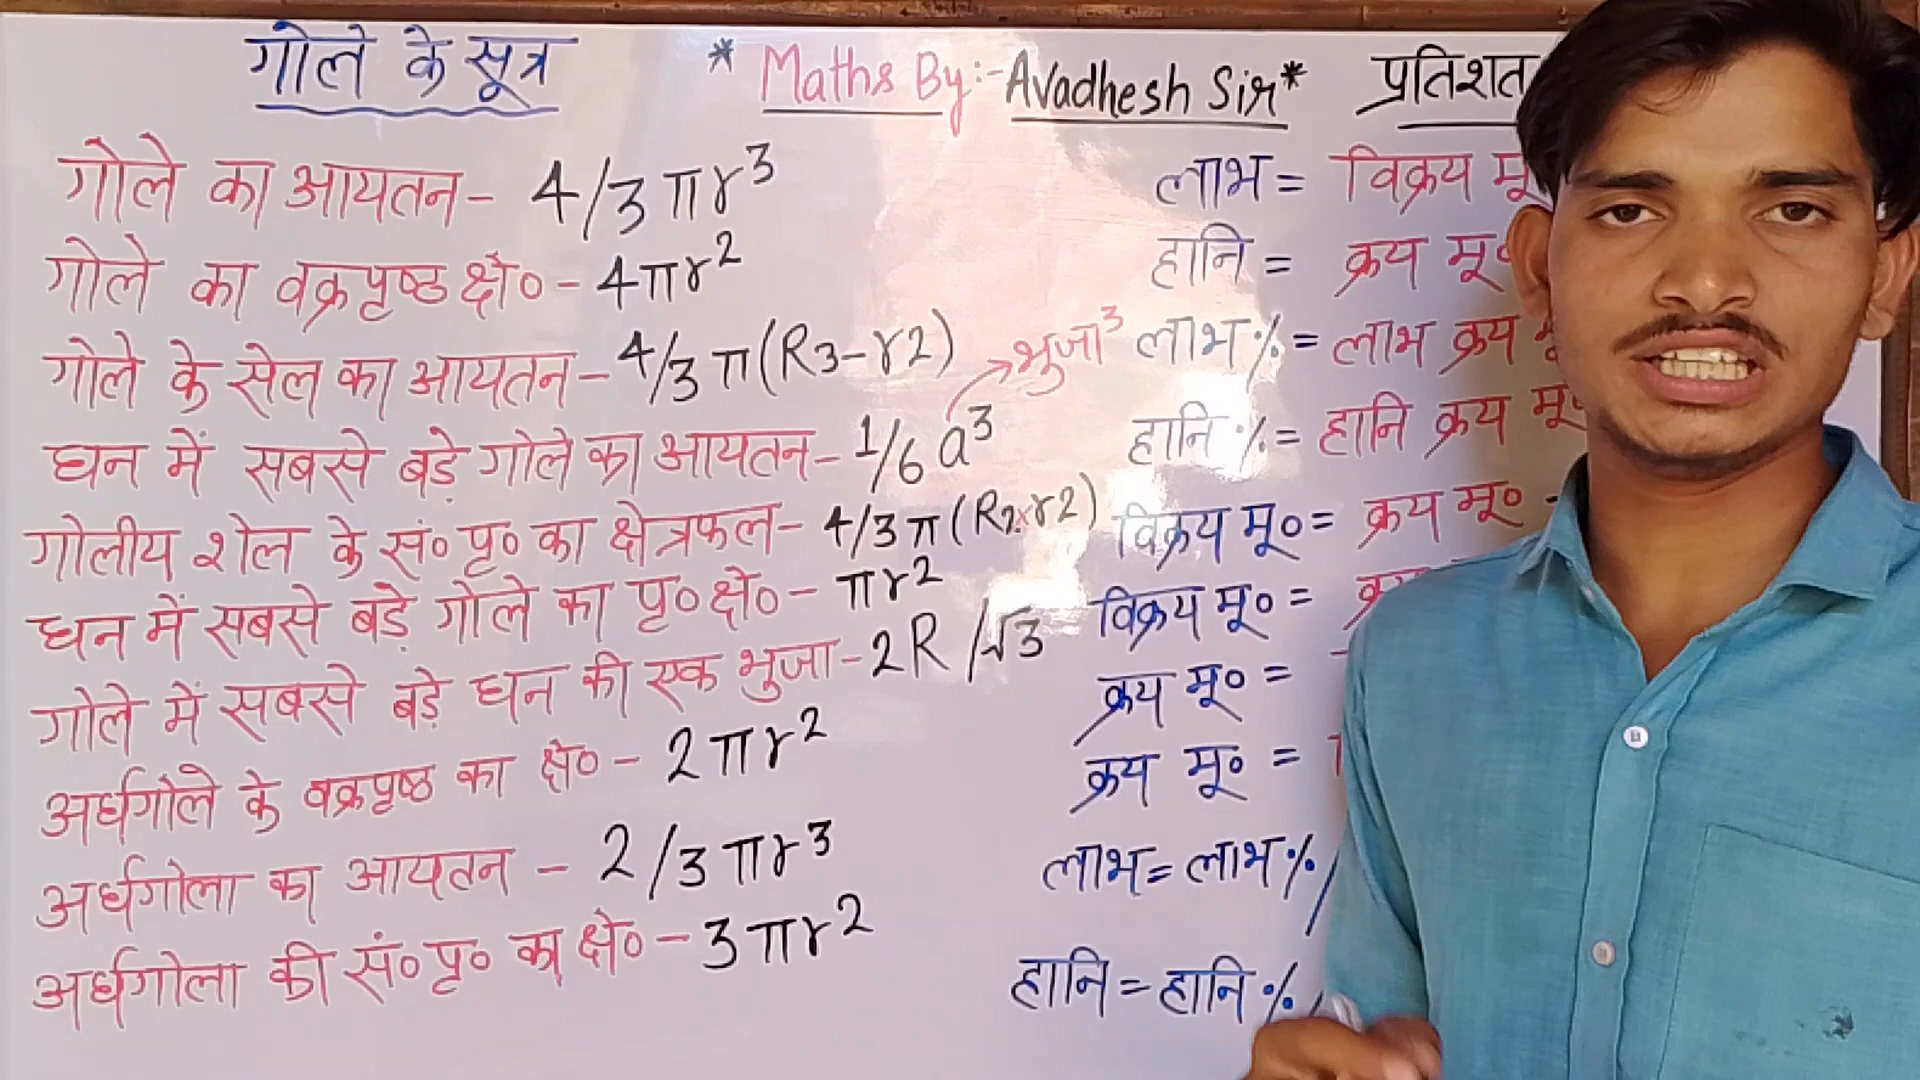 गोले के सूत्र
* Maths By:- Avadhesh Sir*
प्रतिशत
गोले का आयतन - 4/3 πr³
गोले का वक्रपृष्ठ क्षे० - 4πr²
गोले के सेल का आयतन - 4/3 π(R3-r2)
घन में सबसे बड़े गोले का आयतन - 1/6 a³ → भुजा³
गोलीय शेल के सं० पृ० का क्षेत्रफल - 4/3 π(R2×r2)
घन में सबसे बड़े गोले का पृ० क्षे० - πr²
गोले में सबसे बड़े घन की एक भुजा - 2R/√3
अर्धगोले के वक्रपृष्ठ का क्षे० - 2πr²
अर्धगोला का आयतन - 2/3 πr³
अर्धगोला की सं० पृ० का क्षे० - 3πr²
लाभ = विक्रय मू
हानि = क्रय मू०
लाभ % = लाभ क्रय
हानि % = हानि क्रय मू०
विक्रय मू० = क्रय मू० -
विक्रय मू० =
क्रय मू० =
क्रय मू० =
लाभ = लाभ % /
हानि = हानि % /